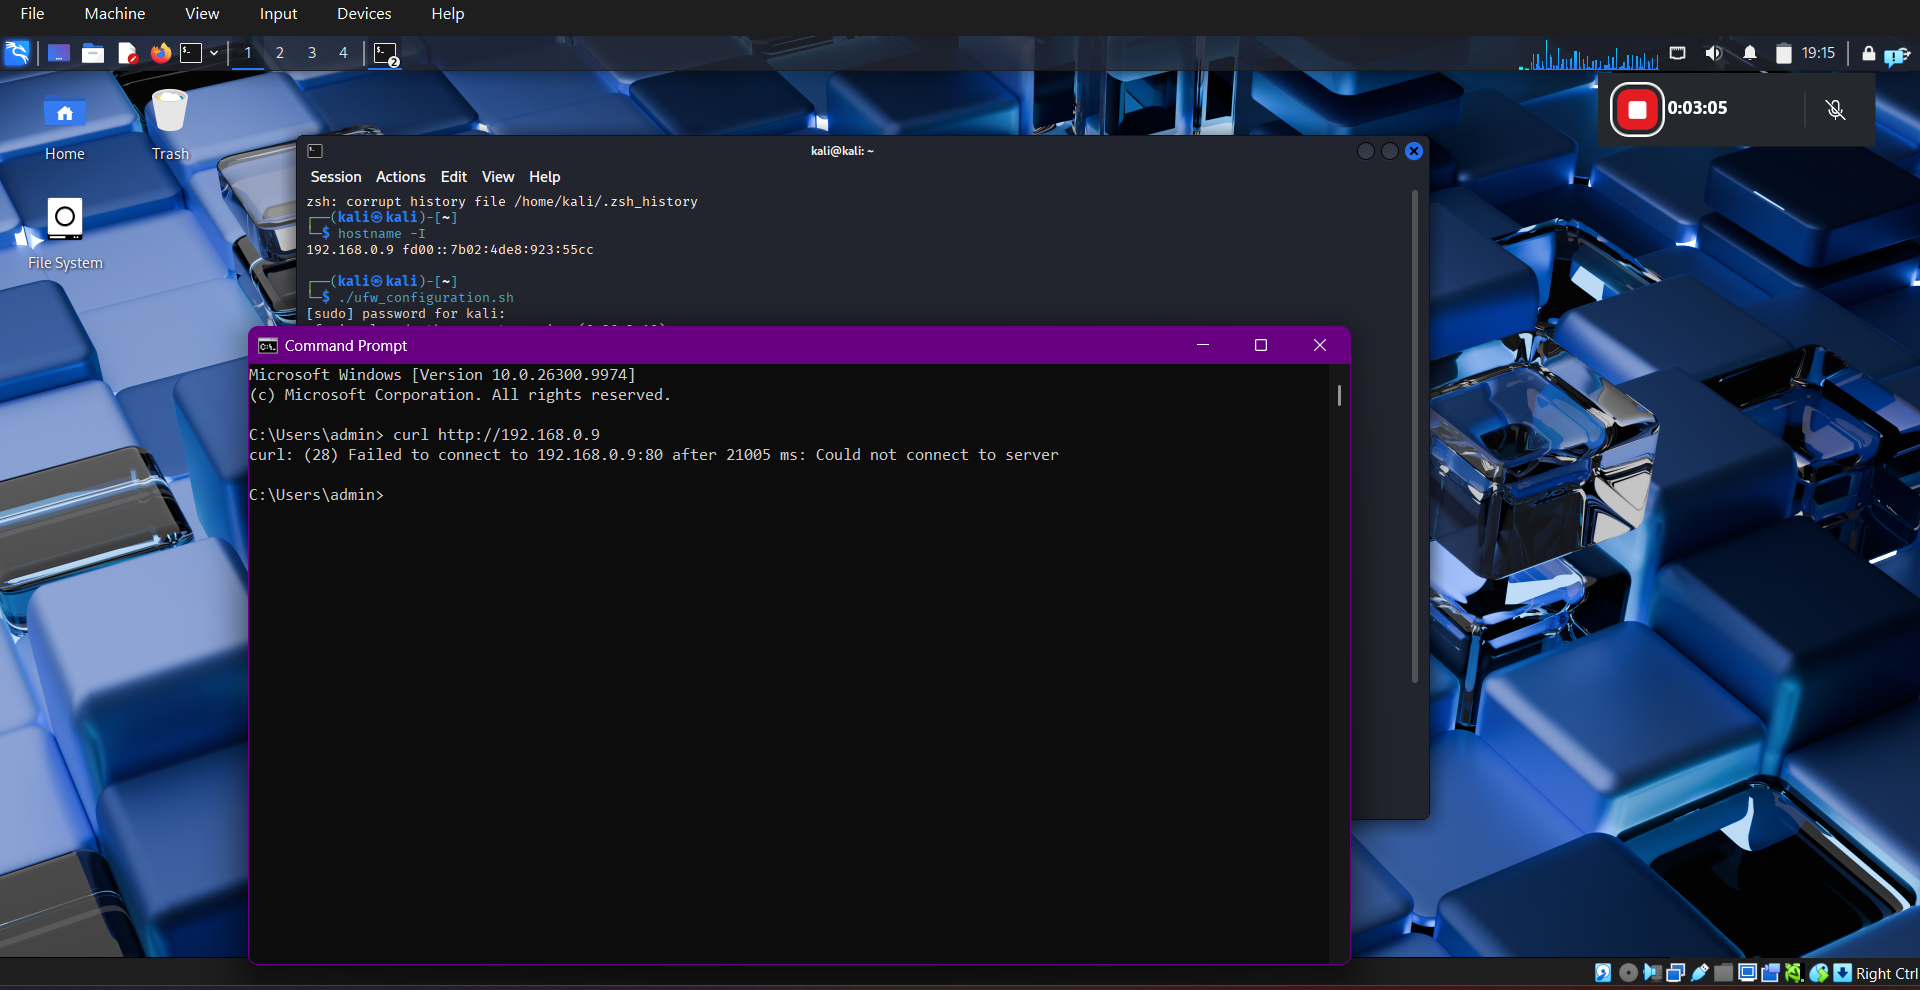 File Machine View Input Devices Help
1 2 3 4 2 19:15
0:03:05
Home
Trash
File System
kali@kali: ~
Session Actions Edit View Help
zsh: corrupt history file /home/kali/.zsh_history
┌──(kali㉿kali)-[~]
└─$ hostname -I
192.168.0.9 fd00::7b02:4de8:923:55cc
┌──(kali㉿kali)-[~]
└─$ ./ufw_configuration.sh
[sudo] password for kali:
Command Prompt
Microsoft Windows [Version 10.0.26300.9974]
(c) Microsoft Corporation. All rights reserved.
C:\Users\admin> curl http://192.168.0.9
curl: (28) Failed to connect to 192.168.0.9:80 after 21005 ms: Could not connect to server
C:\Users\admin>
Right Ctrl